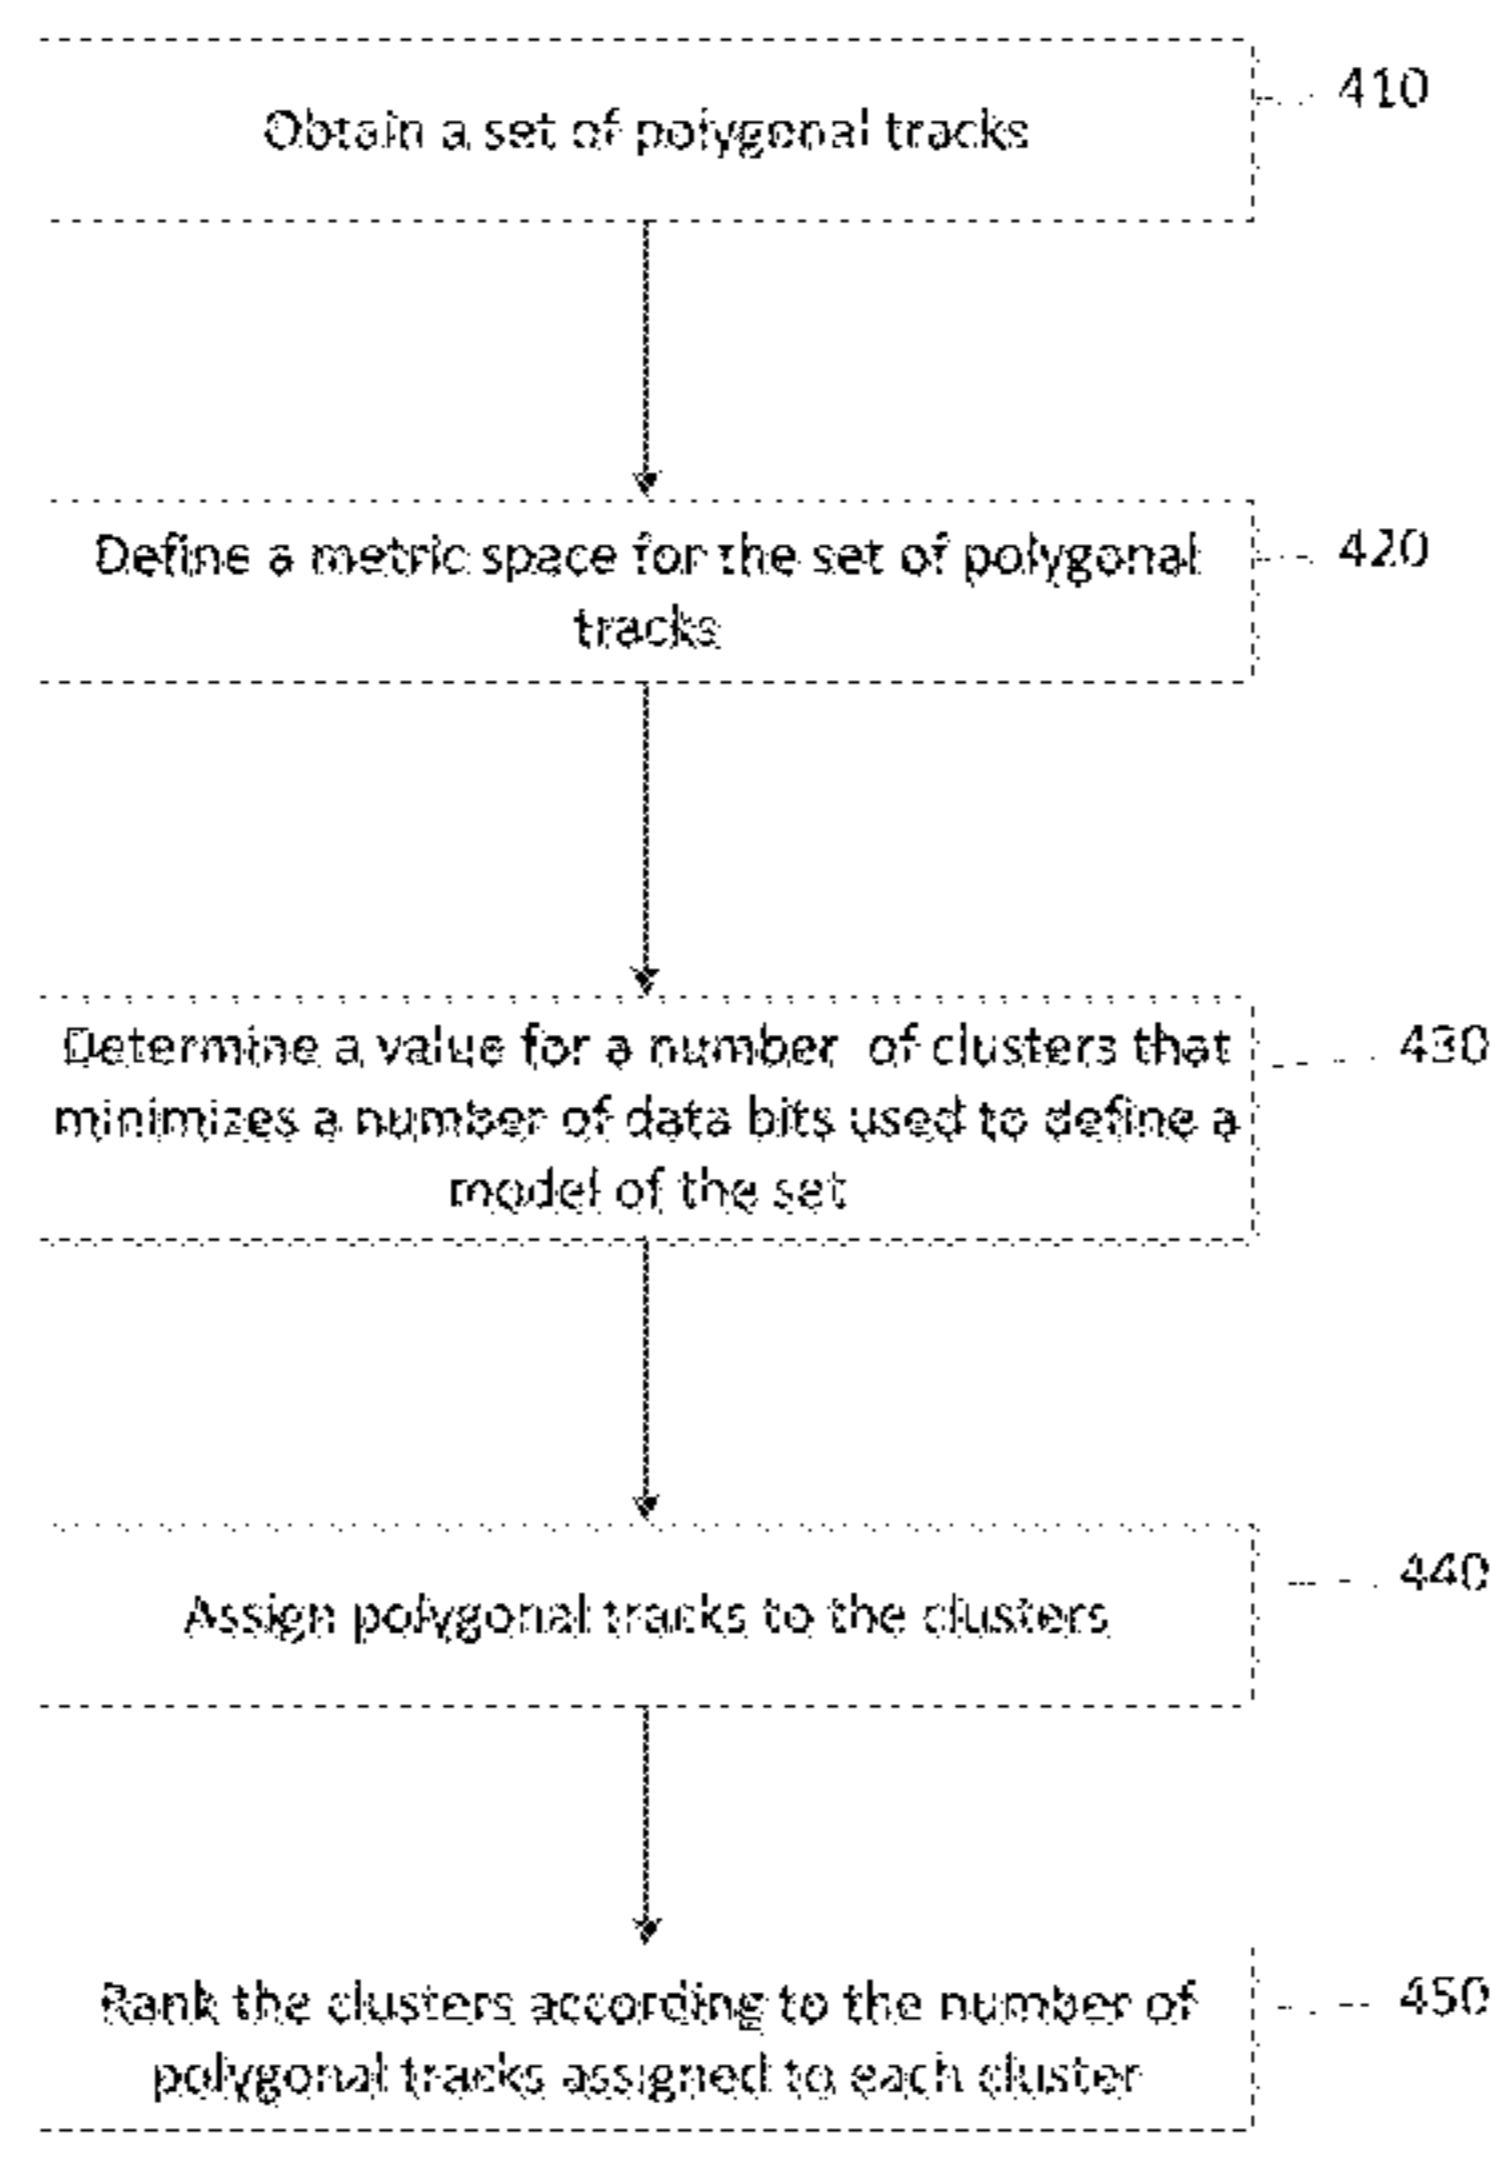 Obtain a set of polygonal tracks
410
Define a metric space for the set of polygonal
tracks
420
Determine a value for a number of clusters that
minimizes a number of data bits used to define a
model of the set
430
Assign polygonal tracks to the clusters
440
Rank the clusters according to the number of
polygonal tracks assigned to each cluster
450